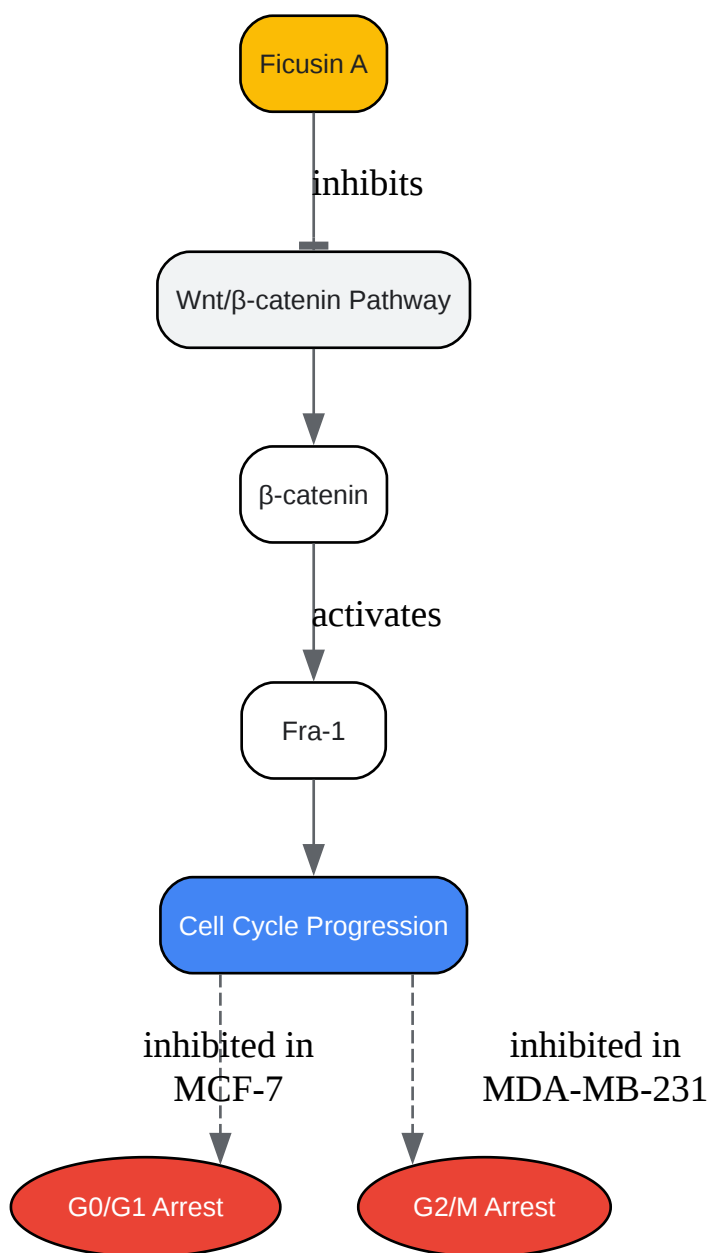 Ficusin A
inhibits
Wnt/β-catenin Pathway
β-catenin
activates
Fra-1
Cell Cycle Progression
inhibited in
MCF-7
inhibited in
MDA-MB-231
G0/G1 Arrest
G2/M Arrest